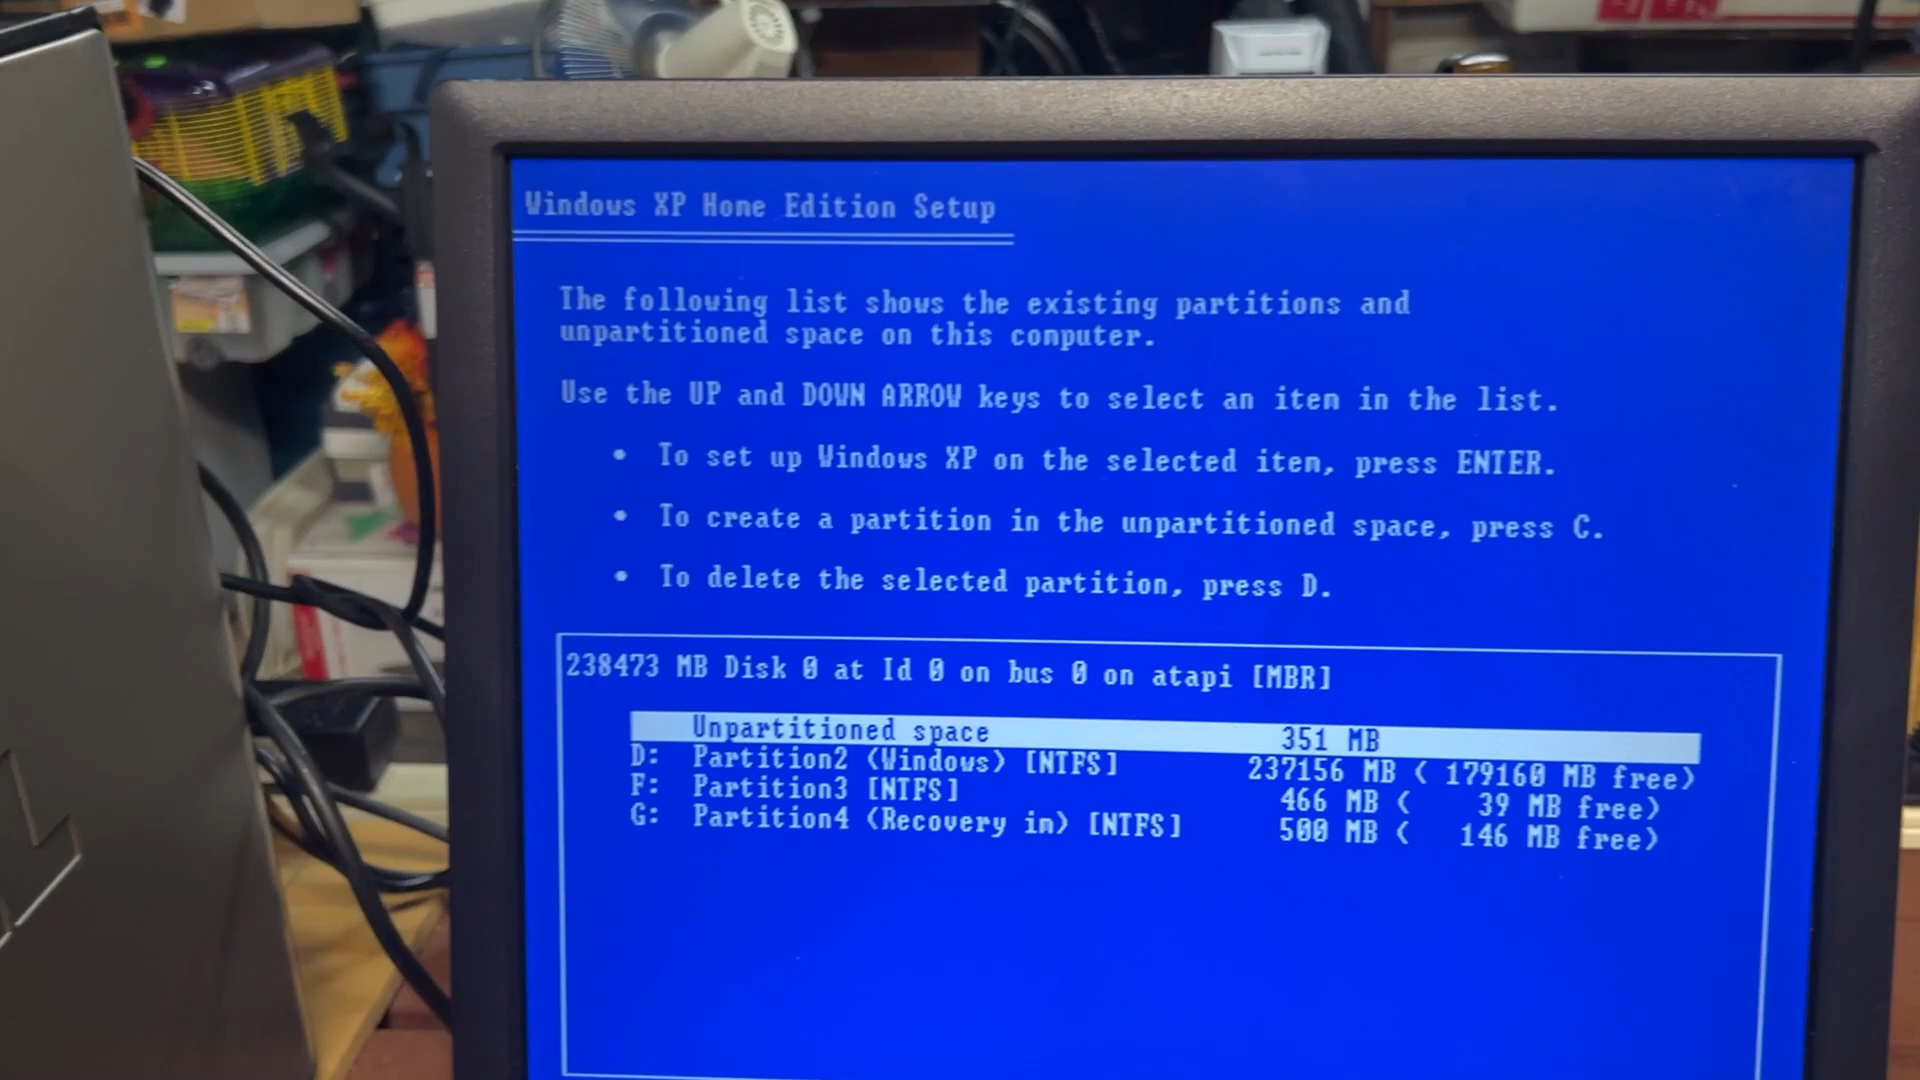 Windows XP Home Edition Setup
The following list shows the existing partitions and
unpartitioned space on this computer.
Use the UP and DOWN ARROW keys to select an item in the list.
• To set up Windows XP on the selected item, press ENTER.
• To create a partition in the unpartitioned space, press C.
• To delete the selected partition, press D.
238473 MB Disk 0 at Id 0 on bus 0 on atapi [MBR]
Unpartitioned space 351 MB
D: Partition2 (Windows) [NTFS] 237156 MB ( 179160 MB free)
F: Partition3 [NTFS] 466 MB ( 39 MB free)
G: Partition4 (Recovery im) [NTFS] 500 MB ( 146 MB free)